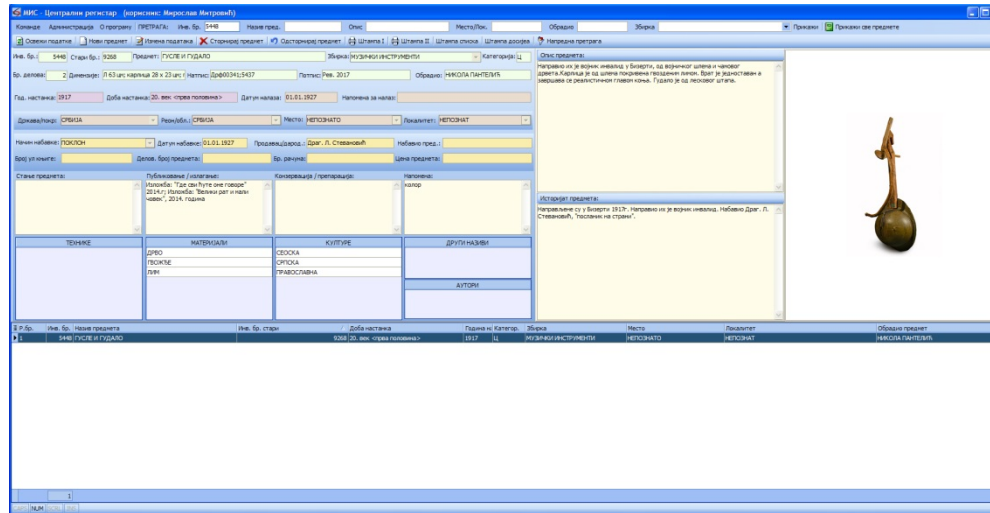 МИС - Централни регистар (корисник: Мирослав Митровић)
Команде Администрација О програму ПРЕТРАГА: Инв. бр. 5448 Назив пред. Опис Место/Лок. Обрадио Збирка Прикажи Прикажи све предмете
Освежи податке Нови предмет Измена података Сторнирај предмет Одсторнирај предмет Штампа I Штампа II Штампа списка Штампа досијеа Напредна претрага
Инв. бр.: 5448 Стари бр.: 9268 Предмет: ГУСЛЕ И ГУДАЛО Збирка: МУЗИЧКИ ИНСТРУМЕНТИ Категорија: Ц
Бр. делова: 2 Димензије: Л 63 цм; карлица 28 x 23 цм; г Натпис: Дрф00341;5437 Потпис: Рев. 2017 Обрадио: НИКОЛА ПАНТЕЛИЋ
Год. настанка: 1917 Доба настанка: 20. век <прва половина> Датум налаза: 01.01.1927 Напомена за налаз:
Држава/покр: СРБИЈА Реон/обл.: СРБИЈА Место: НЕПОЗНАТО Локалитет: НЕПОЗНАТ
Начин набавке: ПОКЛОН Датум набавке: 01.01.1927 Продавац/дарод.: Драг. Л. Стевановић Набавио пред.:
Број ул књиге: Делов. број предмета: Бр. рачуна: Цена предмета:
Стање предмета: Публиковање / излагање: Конзервација / препарација: Напомена:
Изложба: "Где сви ћуте оне говоре"
2014.г; Изложба: "Велики рат и мали
човек", 2014. година
калор
ТЕХНИКЕ МАТЕРИЈАЛИ КУЛТУРЕ ДРУГИ НАЗИВИ
ДРВО СЕОСКА
ГВОЖЂЕ СРПСКА
ЛИМ ПРАВОСЛАВНА
АУТОРИ
Опис предмета:
Направио их је војник инвалид у Бизерти, од војничког шлема и чамовог
дрвета.Карлица је од шлема покривена гвозденим лимом. Врат је једноставан а
завршава се реалистичном главом коња. Гудало је од лесковог штапа.
Историјат предмета:
Направљене су у Бизерти 1917г. Направио их је војник инвалид. Набавио Драг. Л.
Стевановић, "посланик на страни".
Р.бр. Инв. бр. Назив предмета Инв. бр. стари Доба настанка Година н Категор. Збирка Место Локалитет Обрадио предмет
1 5448 ГУСЛЕ И ГУДАЛО 9268 20. век <прва половина> 1917 Ц МУЗИЧКИ ИНСТРУМЕНТИ НЕПОЗНАТО НЕПОЗНАТ НИКОЛА ПАНТЕЛИЋ
1
NUM